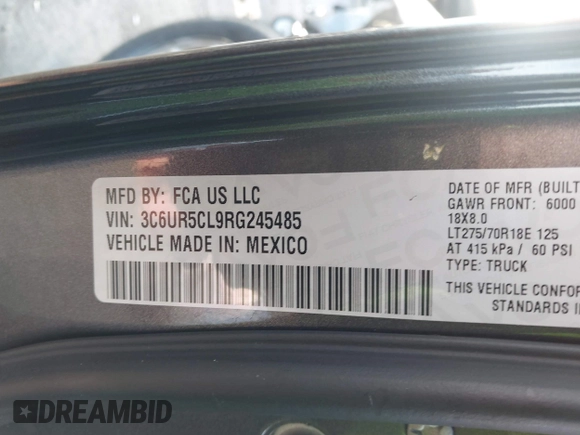 MFD BY: FCA US LLC
VIN: 3C6UR5CL9RG245485
VEHICLE MADE IN: MEXICO
DATE OF MFR (BUILT
GAWR FRONT: 6000
18X8.0
LT275/70R18E 125
AT 415 kPa / 60 PSI
TYPE: TRUCK
THIS VEHICLE CONFOR
STANDARDS I
DREAMBID